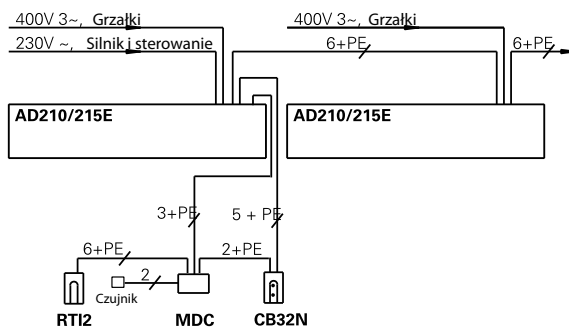 400V 3~, Grzałki
400V 3~, Grzałki
230V ~, Silnik i sterowanie
6+PE
6+PE
AD210/215E
AD210/215E
3+PE
5 + PE
6+PE
2+PE
2
Czujnik
RTI2
MDC
CB32N